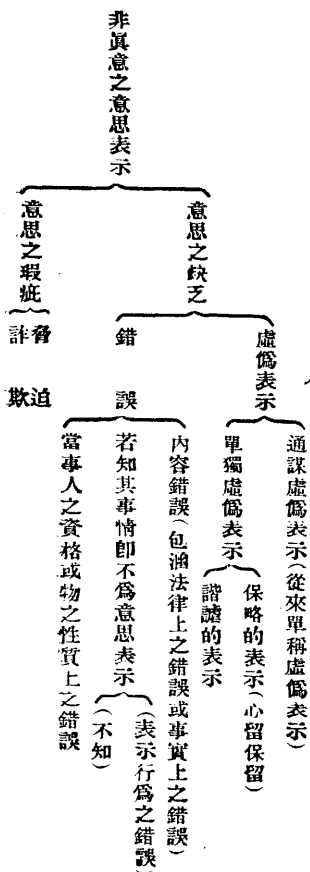 非眞意之意思表示
意思之缺乏
虛僞表示
通謀虛僞表示(從來單稱虛僞表示)
單獨虛僞表示
保略的表示(心留保留)
諧謔的表示
錯誤
內容錯誤(包涵法律上之錯誤或事實上之錯誤)
若知其事情卽不爲意思表示
(表示行爲之錯誤)
(不知)
當事人之資格或物之性質上之錯誤
意思之瑕疵
脅迫
詐欺